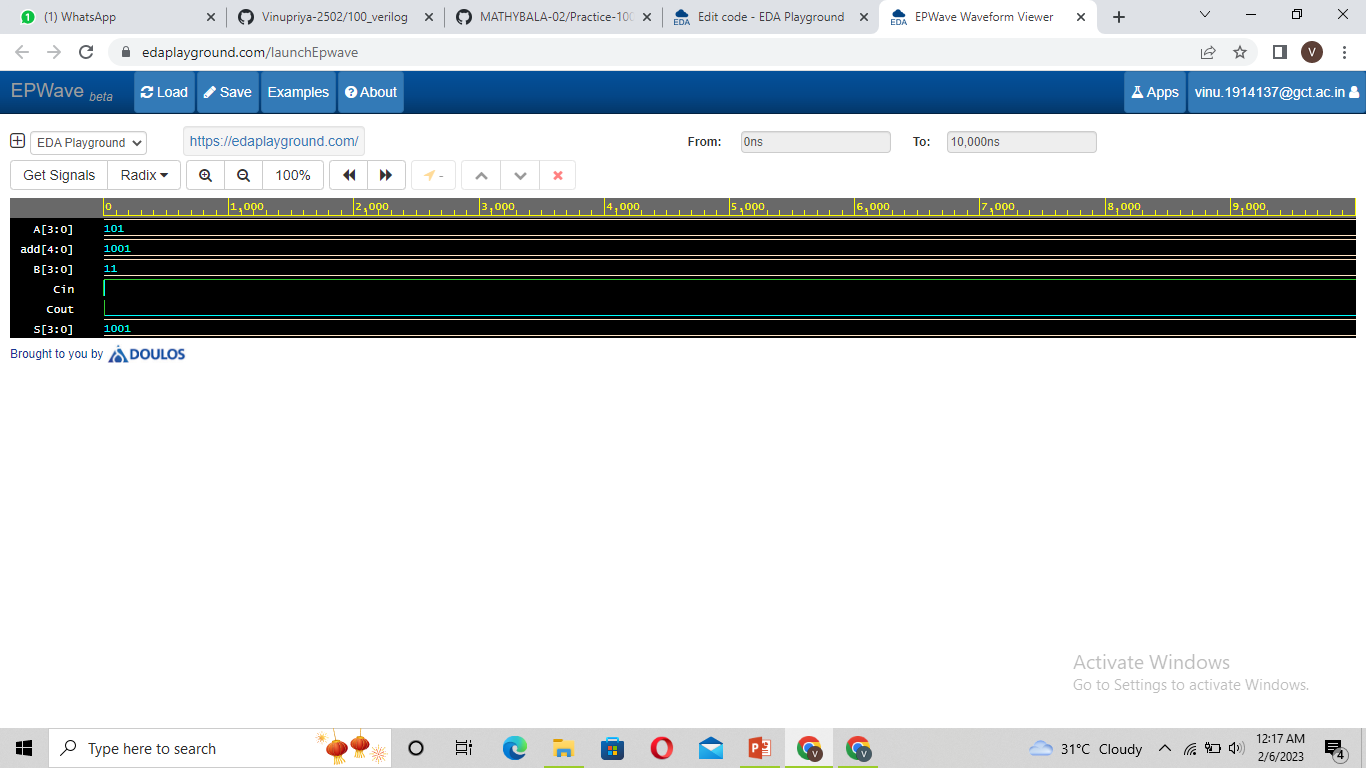 (1) WhatsApp
Vinupriya-2502/100_verilog
MATHYBALA-02/Practice-100
EDA Edit code - EDA Playground
EDA EPWave Waveform Viewer
edaplayground.com/launchEpwave
V
EPWave beta
Load
Save
Examples
About
Apps
vinu.1914137@gct.ac.in
EDA Playground
https://edaplayground.com/
From:
0ns
To:
10,000ns
Get Signals
Radix
100%
-
0 1,000 2,000 3,000 4,000 5,000 6,000 7,000 8,000 9,000
A[3:0] 101
add[4:0] 1001
B[3:0] 11
Cin
Cout
S[3:0] 1001
Brought to you by DOULOS
Activate Windows
Go to Settings to activate Windows.
Type here to search
31°C Cloudy
12:17 AM
2/6/2023
4